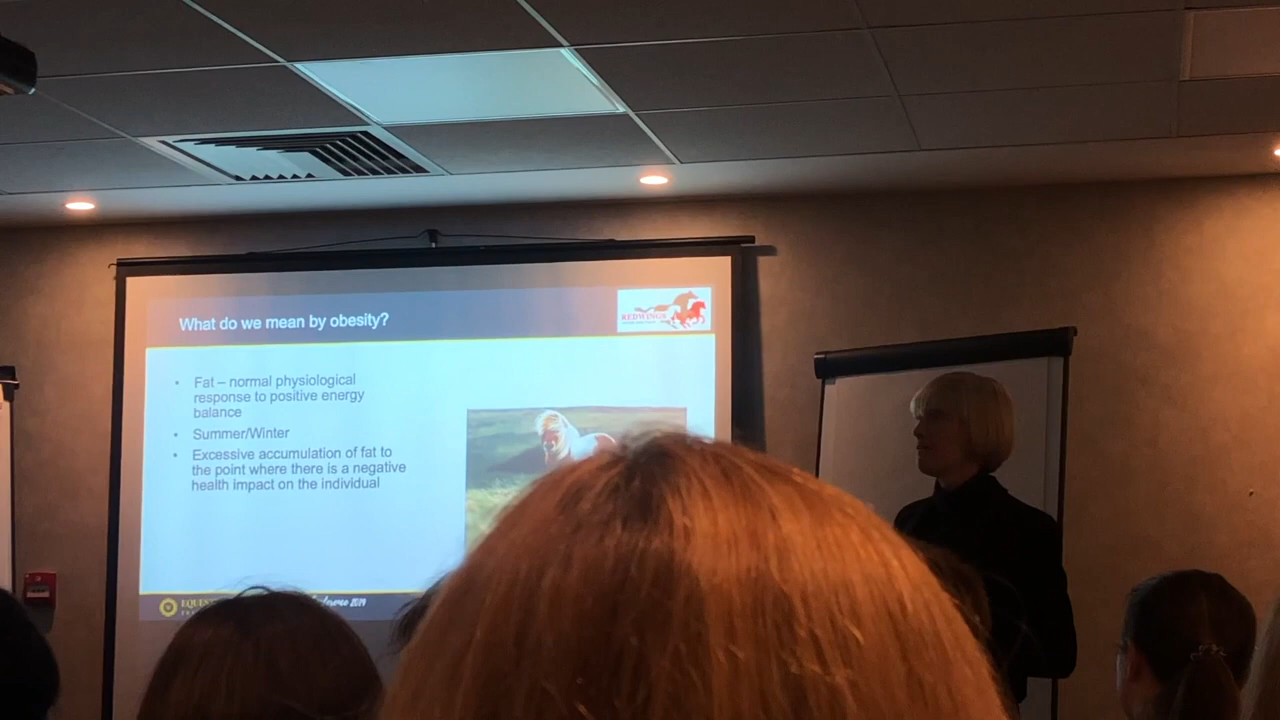 What do we mean by obesity?
REDWINGS
• Fat – normal physiological
response to positive energy
balance
• Summer/Winter
• Excessive accumulation of fat to
the point where there is a negative
health impact on the individual
2019